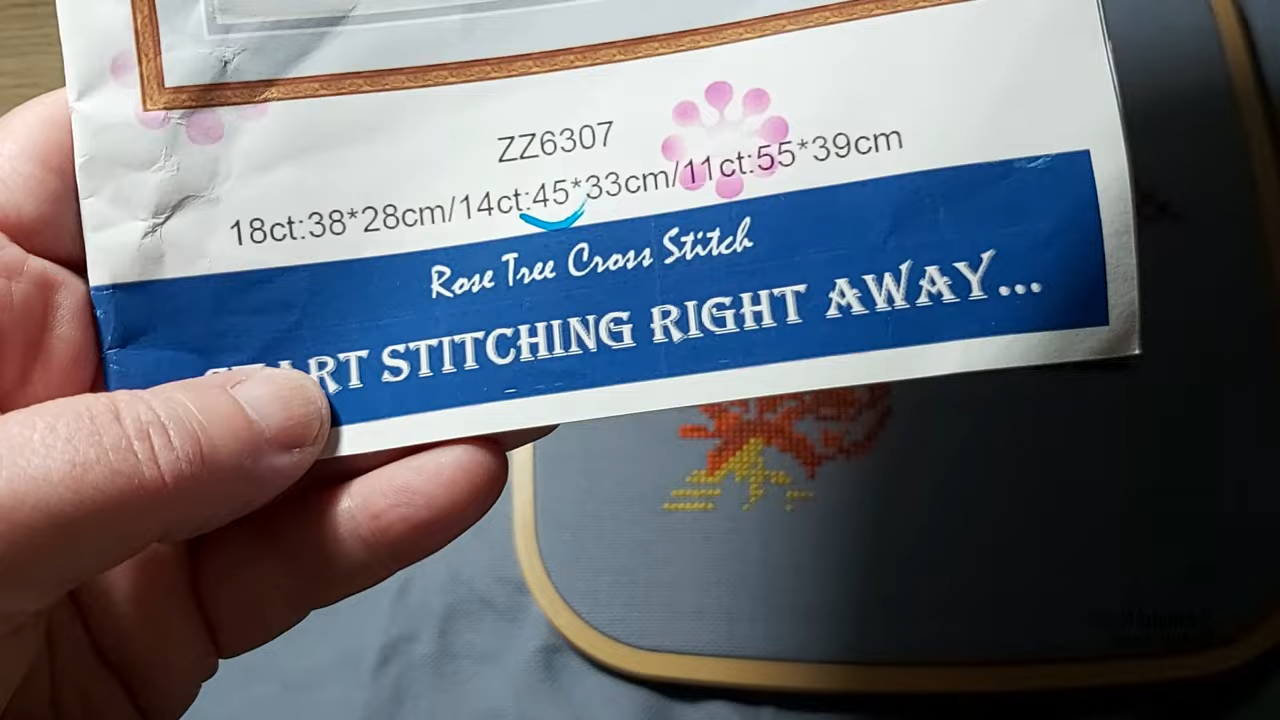 ZZ6307
18ct:38*28cm/14ct:45*33cm/11ct:55*39cm
Rose Tree Cross Stitch
START STITCHING RIGHT AWAY...